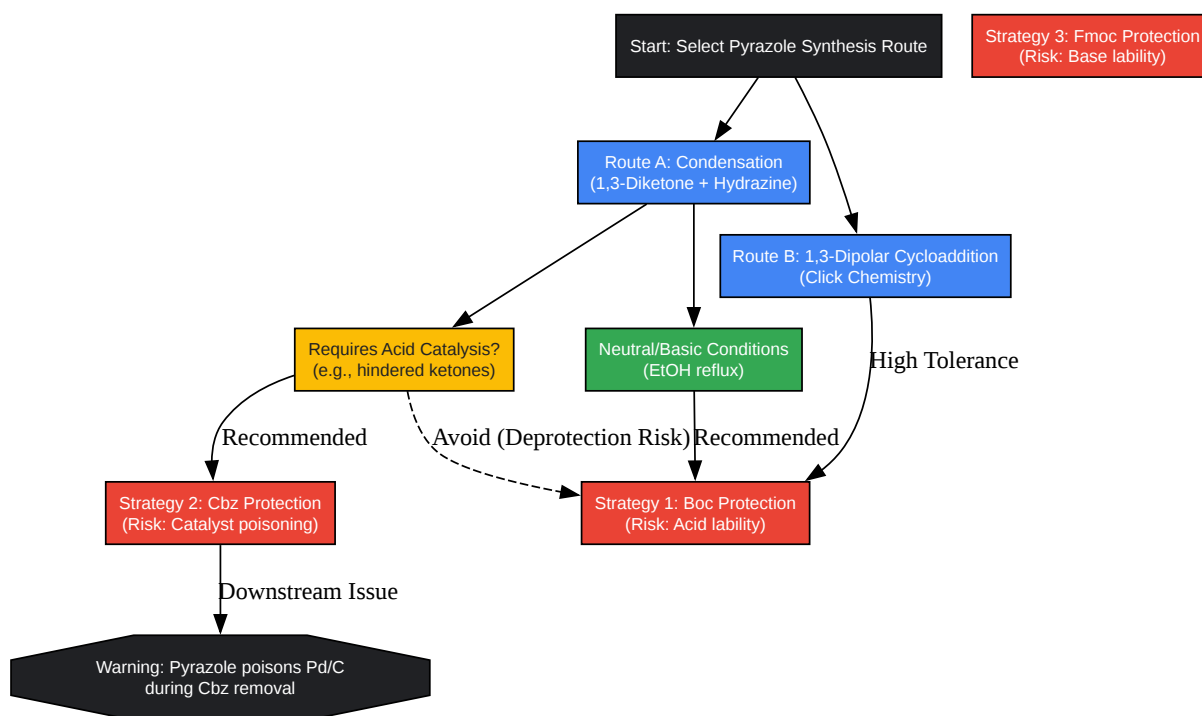 Start: Select Pyrazole Synthesis Route
Strategy 3: Fmoc Protection
(Risk: Base lability)
Route A: Condensation
(1,3-Diketone + Hydrazine)
Route B: 1,3-Dipolar Cycloaddition
(Click Chemistry)
Requires Acid Catalysis?
(e.g., hindered ketones)
Neutral/Basic Conditions
(EtOH reflux)
High Tolerance
Recommended
Avoid (Deprotection Risk)
Recommended
Strategy 2: Cbz Protection
(Risk: Catalyst poisoning)
Strategy 1: Boc Protection
(Risk: Acid lability)
Downstream Issue
Warning: Pyrazole poisons Pd/C
during Cbz removal